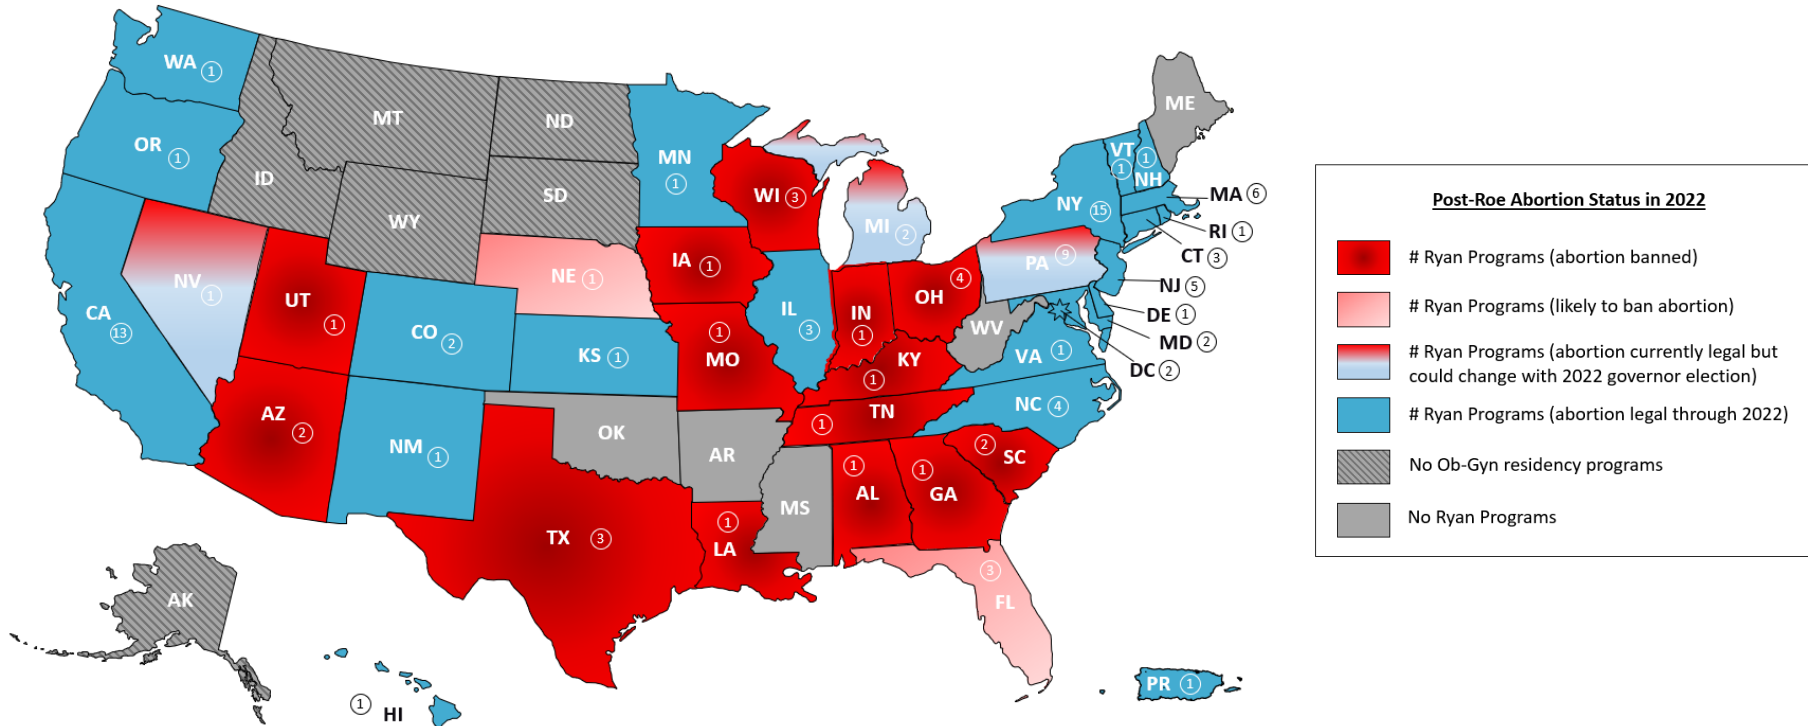 WA 1
OR 1
CA 13
NV 1
ID
MT
WY
UT 1
AZ 2
CO 2
NM 1
ND
SD
NE 1
KS 1
OK
TX 3
MN 1
IA 1
MO 1
AR
LA 1
WI 3
IL 3
MI 2
IN 1
OH 4
KY 1
TN 1
MS
AL 1
GA 1
FL 3
SC 2
NC 4
VA 1
WV
PA 9
NY 15
VT 1
NH 1
ME
MA 6
RI 1
CT 3
NJ 5
DE 1
MD 2
DC 2
AK
HI 1
PR 1
Post-Roe Abortion Status in 2022
# Ryan Programs (abortion banned)
# Ryan Programs (likely to ban abortion)
# Ryan Programs (abortion currently legal but
could change with 2022 governor election)
# Ryan Programs (abortion legal through 2022)
No Ob-Gyn residency programs
No Ryan Programs